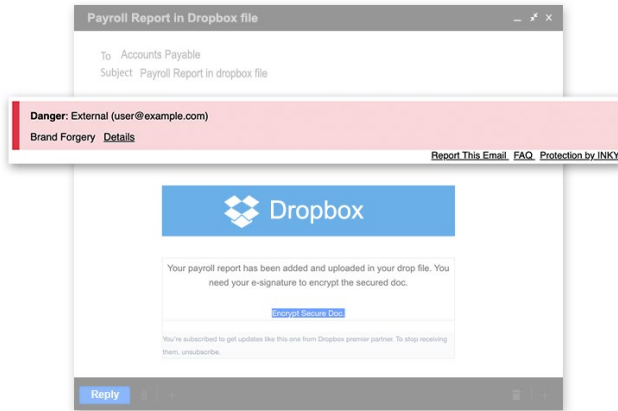 Payroll Report in Dropbox file
To Accounts Payable
Subject Payroll Report in dropbox file
Danger: External (user@example.com)
Brand Forgery Details
Report This Email FAQ Protection by INKY
Dropbox
Your payroll report has been added and uploaded in your drop file. You
need your e-signature to encrypt the secured doc.
Encrypt Secure Doc.
You're subscribed to get updates like this one from Dropbox premier partner. To stop receiving
them, unsubscribe.
Reply